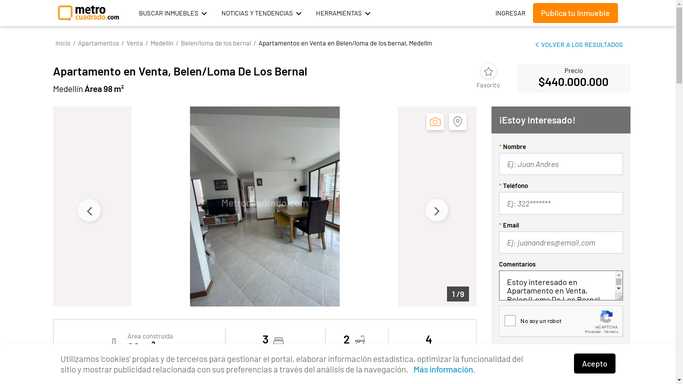 metro
cuadrado.com
BUSCAR INMUEBLES
NOTICIAS Y TENDENCIAS
HERRAMIENTAS
INGRESAR
Publica tu Inmueble
Inicio / Apartamentos / Venta / Medellín / Belen/loma de los bernal / Apartamentos en Venta en Belen/loma de los bernal, Medellín
VOLVER A LOS RESULTADOS
Apartamento en Venta, Belen/Loma De Los Bernal
Medellín Área 98 m²
Favorito
Precio
$440.000.000
Metrocuadrado.com
1 / 9
¡Estoy Interesado!
* Nombre
Ej: Juan Andres
* Teléfono
Ej: 322*******
* Email
Ej: juanandres@email.com
Comentarios
Estoy interesado en
Apartamento en Venta,
Belen/Loma De Los Bernal
No soy un robot
reCAPTCHA
Privacidad - Términos
Área construida
3
2
4
Utilizamos 'cookies' propias y de terceros para gestionar el portal, elaborar información estadística, optimizar la funcionalidad del
sitio y mostrar publicidad relacionada con sus preferencias a través del análisis de la navegación. Más información.
Acepto